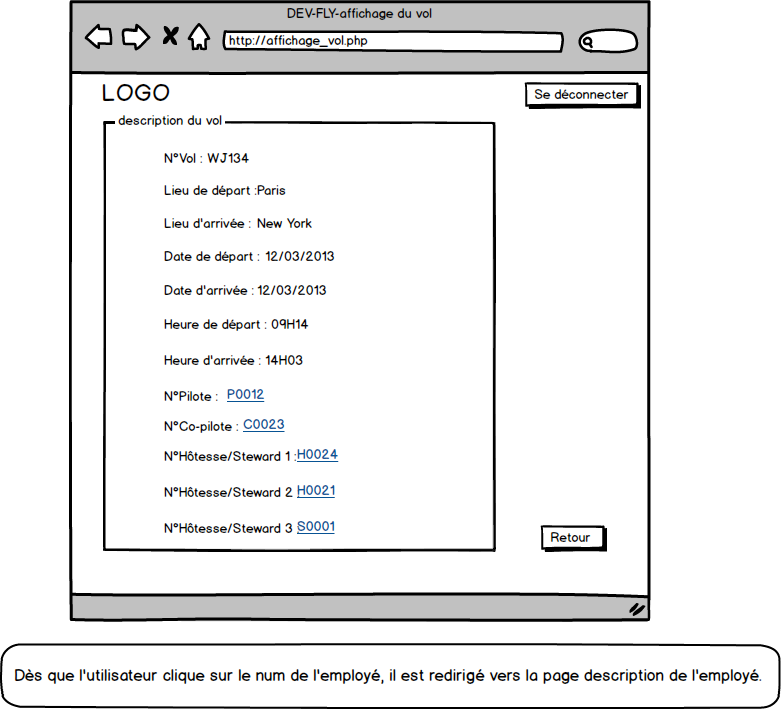 DEV-FLY-affichage du vol
http://affichage_vol.php
LOGO
Se déconnecter
description du vol
N°Vol : WJ134
Lieu de départ :Paris
Lieu d'arrivée : New York
Date de départ : 12/03/2013
Date d'arrivée : 12/03/2013
Heure de départ : 09H14
Heure d'arrivée : 14H03
N°Pilote : P0012
N°Co-pilote : C0023
N°Hôtesse/Steward 1 :H0024
N°Hôtesse/Steward 2 H0021
N°Hôtesse/Steward 3 S0001
Retour
Dès que l'utilisateur clique sur le num de l'employé, il est redirigé vers la page description de l'employé.